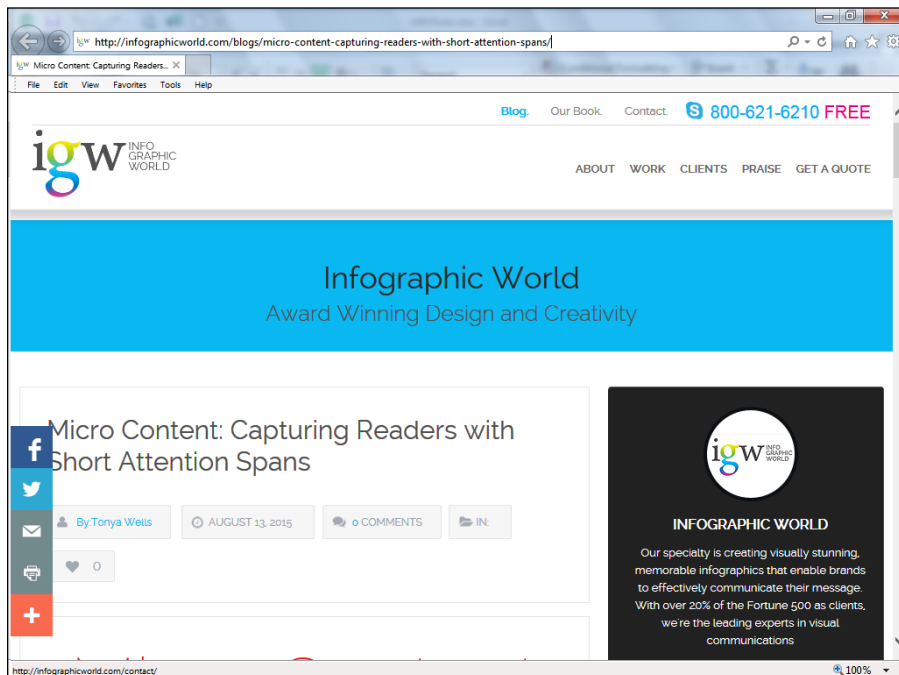 http://infographicworld.com/blogs/micro-content-capturing-readers-with-short-attention-spans/
Micro Content: Capturing Readers...
File Edit View Favorites Tools Help
Blog. Our Book. Contact. 800-621-6210 FREE
igw INFO
GRAPHIC
WORLD
ABOUT WORK CLIENTS PRAISE GET A QUOTE
Infographic World
Award Winning Design and Creativity
Micro Content: Capturing Readers with
Short Attention Spans
By:Tonya Wells AUGUST 13, 2015 0 COMMENTS IN:
0
igw INFO
GRAPHIC
WORLD
INFOGRAPHIC WORLD
Our specialty is creating visually stunning,
memorable infographics that enable brands
to effectively communicate their message.
With over 20% of the Fortune 500 as clients,
we're the leading experts in visual
communications
http://infographicworld.com/contact/
100%